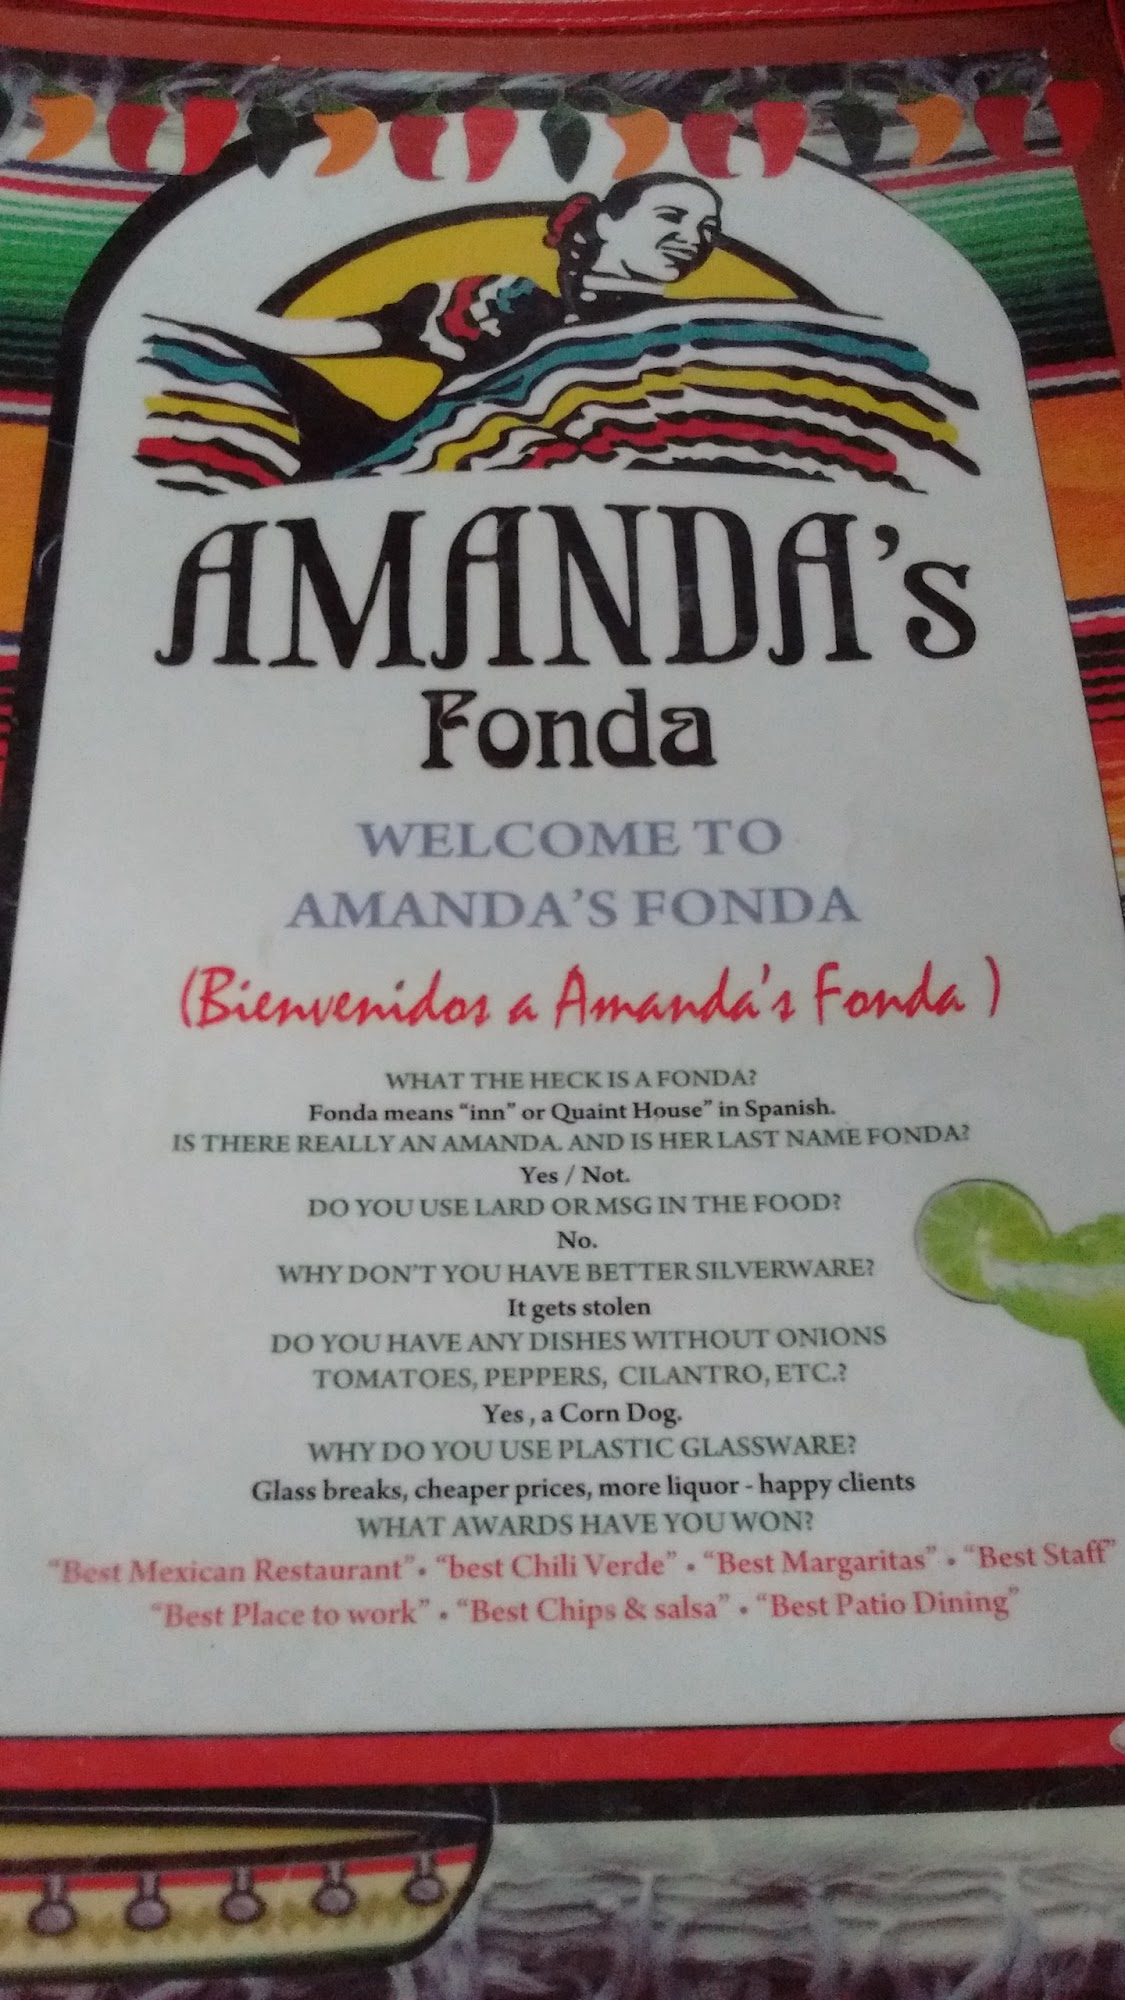 AMANDA's
Fonda
WELCOME TO
AMANDA'S FONDA
(Bienvenidos a Amanda's Fonda )
WHAT THE HECK IS A FONDA?
Fonda means “inn” or Quaint House” in Spanish.
IS THERE REALLY AN AMANDA. AND IS HER LAST NAME FONDA?
Yes / Not.
DO YOU USE LARD OR MSG IN THE FOOD?
No.
WHY DON'T YOU HAVE BETTER SILVERWARE?
It gets stolen
DO YOU HAVE ANY DISHES WITHOUT ONIONS
TOMATOES, PEPPERS, CILANTRO, ETC.?
Yes , a Corn Dog.
WHY DO YOU USE PLASTIC GLASSWARE?
Glass breaks, cheaper prices, more liquor - happy clients
WHAT AWARDS HAVE YOU WON?
“Best Mexican Restaurant” • “best Chili Verde” • “Best Margaritas” • “Best Staff”
“Best Place to work” • “Best Chips & salsa” • “Best Patio Dining”